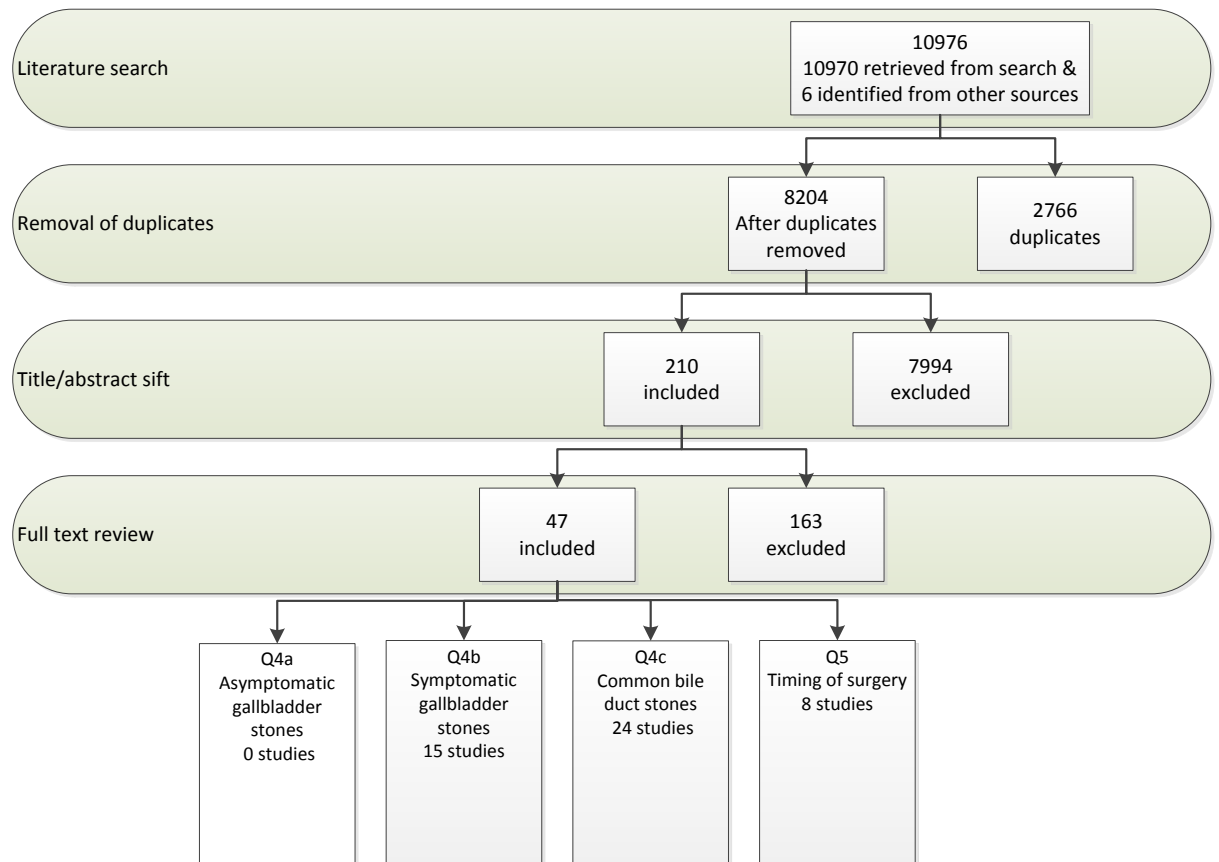 Literature search
10976
10970 retrieved from search &
6 identified from other sources
Removal of duplicates
8204
After duplicates
removed
2766
duplicates
Title/abstract sift
210
included
7994
excluded
Full text review
47
included
163
excluded
Q4a
Asymptomatic
gallbladder
stones
0 studies
Q4b
Symptomatic
gallbladder
stones
15 studies
Q4c
Common bile
duct stones
24 studies
Q5
Timing of surgery
8 studies